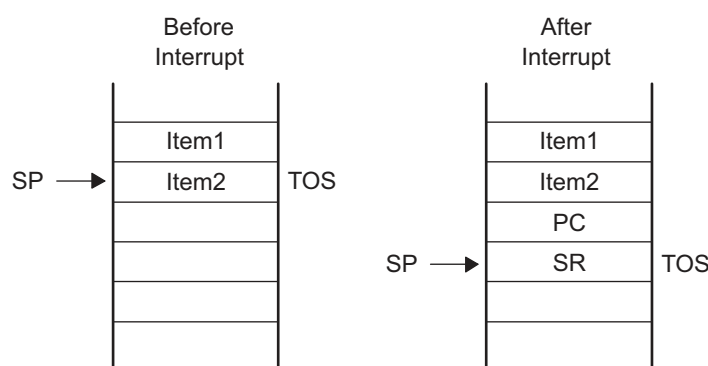 Before
Interrupt
After
Interrupt
Item1
Item1
SP
Item2
TOS
Item2
PC
SP
SR
TOS